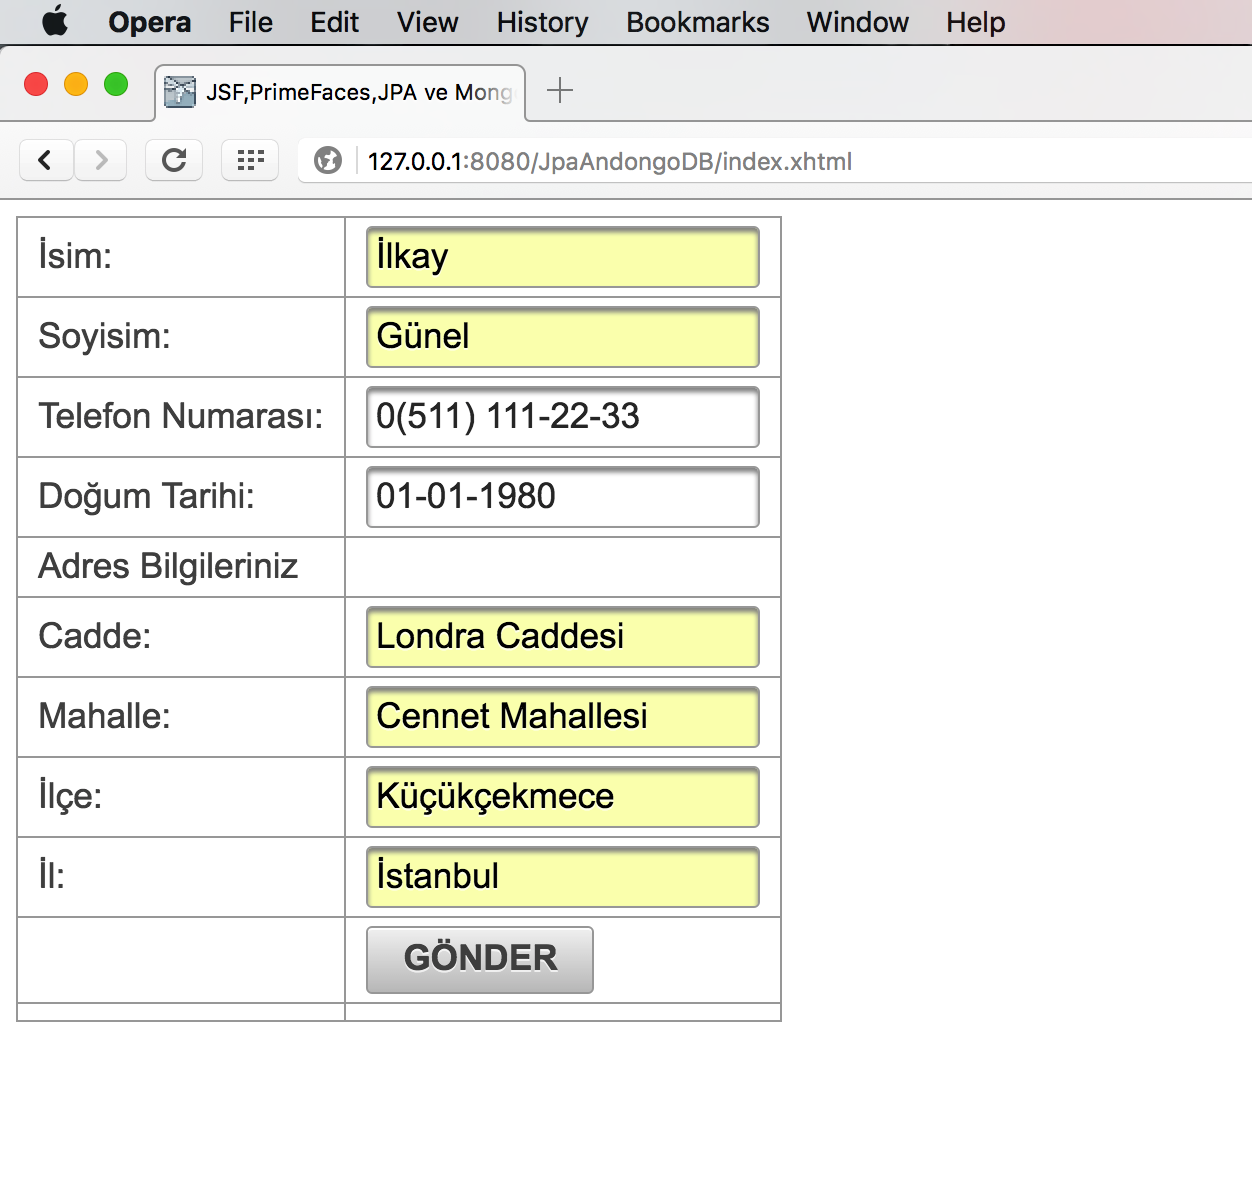 Opera File Edit View History Bookmarks Window Help
JSF,PrimeFaces,JPA ve Mong
127.0.0.1:8080/JpaAndongoDB/index.xhtml
İsim: İlkay
Soyisim: Günel
Telefon Numarası: 0(511) 111-22-33
Doğum Tarihi: 01-01-1980
Adres Bilgileriniz
Cadde: Londra Caddesi
Mahalle: Cennet Mahallesi
İlçe: Küçükçekmece
İl: İstanbul
GÖNDER